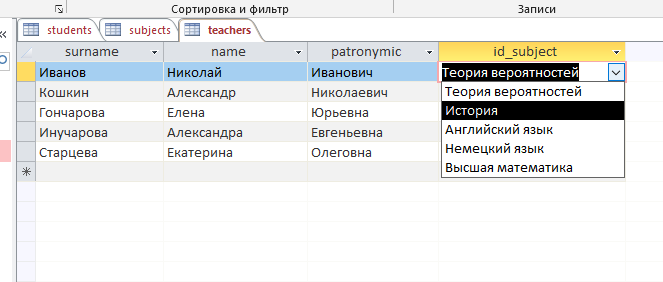 Сортировка и фильтр Записи
students subjects teachers
surname name patronymic id_subject
Иванов Николай Иванович Теория вероятностей
Кошкин Александр Николаевич Теория вероятностей
Гончарова Елена Юрьевна История
Инучарова Александра Евгеньевна Английский язык
Старцева Екатерина Олеговна Немецкий язык
Высшая математика